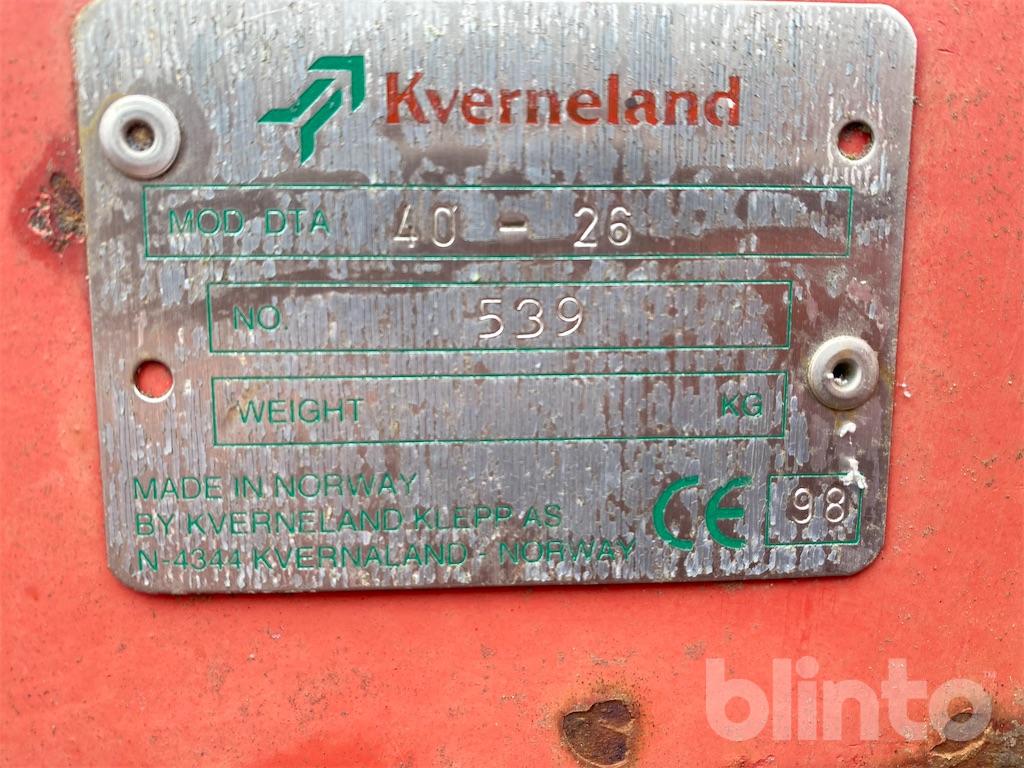 Kverneland
MOD. DTA 40 - 26
NO. 539
WEIGHT KG
MADE IN NORWAY
BY KVERNELAND KLEPP AS
N-4344 KVERNALAND - NORWAY
CE 98
blinto™